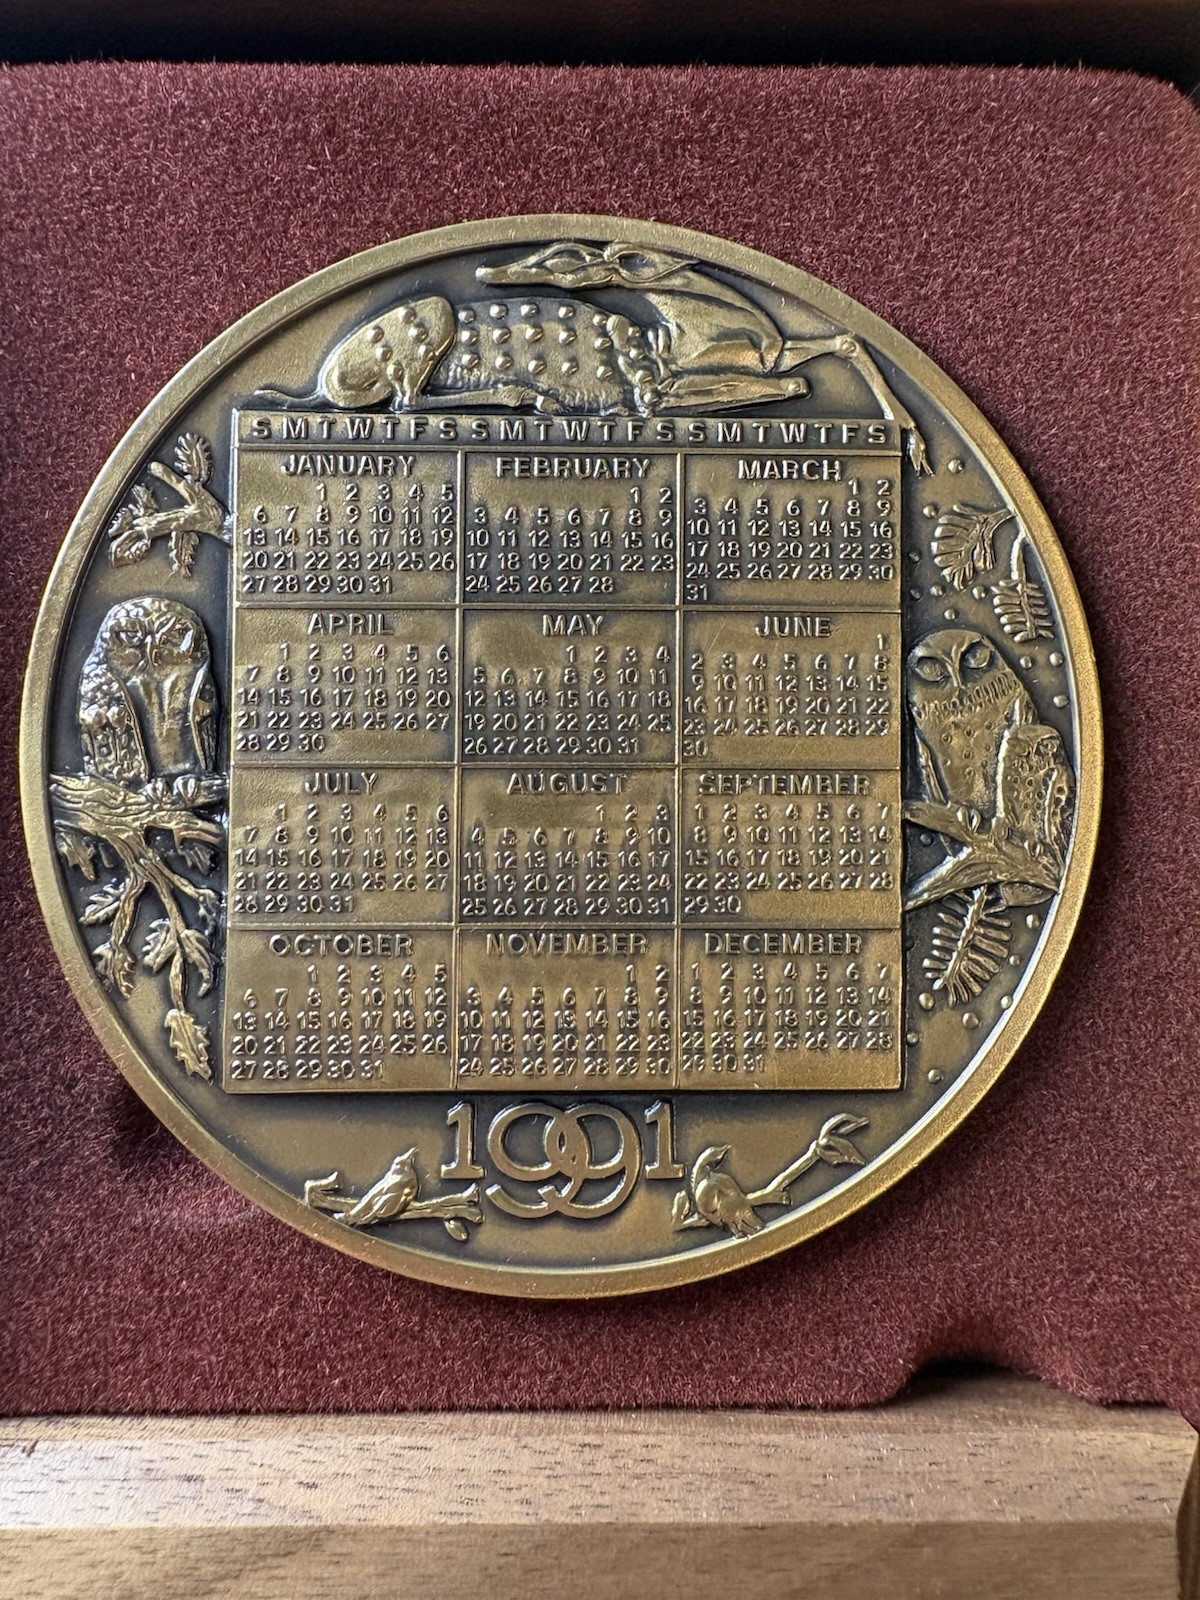 S M T W T F S S M T W T F S S M T W T F S
JANUARY
1 2 3 4 5
6 7 8 9 10 11 12
13 14 15 16 17 18 19
20 21 22 23 24 25 26
27 28 29 30 31
FEBRUARY
1 2
3 4 5 6 7 8 9
10 11 12 13 14 15 16
17 18 19 20 21 22 23
24 25 26 27 28
MARCH
1 2
3 4 5 6 7 8 9
10 11 12 13 14 15 16
17 18 19 20 21 22 23
24 25 26 27 28 29 30
31
APRIL
1 2 3 4 5 6
7 8 9 10 11 12 13
14 15 16 17 18 19 20
21 22 23 24 25 26 27
28 29 30
MAY
1 2 3 4
5 6 7 8 9 10 11
12 13 14 15 16 17 18
19 20 21 22 23 24 25
26 27 28 29 30 31
JUNE
1
2 3 4 5 6 7 8
9 10 11 12 13 14 15
16 17 18 19 20 21 22
23 24 25 26 27 28 29
30
JULY
1 2 3 4 5 6
7 8 9 10 11 12 13
14 15 16 17 18 19 20
21 22 23 24 25 26 27
28 29 30 31
AUGUST
1 2 3
4 5 6 7 8 9 10
11 12 13 14 15 16 17
18 19 20 21 22 23 24
25 26 27 28 29 30 31
SEPTEMBER
1 2 3 4 5 6 7
8 9 10 11 12 13 14
15 16 17 18 19 20 21
22 23 24 25 26 27 28
29 30
OCTOBER
1 2 3 4 5
6 7 8 9 10 11 12
13 14 15 16 17 18 19
20 21 22 23 24 25 26
27 28 29 30 31
NOVEMBER
1 2
3 4 5 6 7 8 9
10 11 12 13 14 15 16
17 18 19 20 21 22 23
24 25 26 27 28 29 30
DECEMBER
1 2 3 4 5 6 7
8 9 10 11 12 13 14
15 16 17 18 19 20 21
22 23 24 25 26 27 28
29 30 31
1991